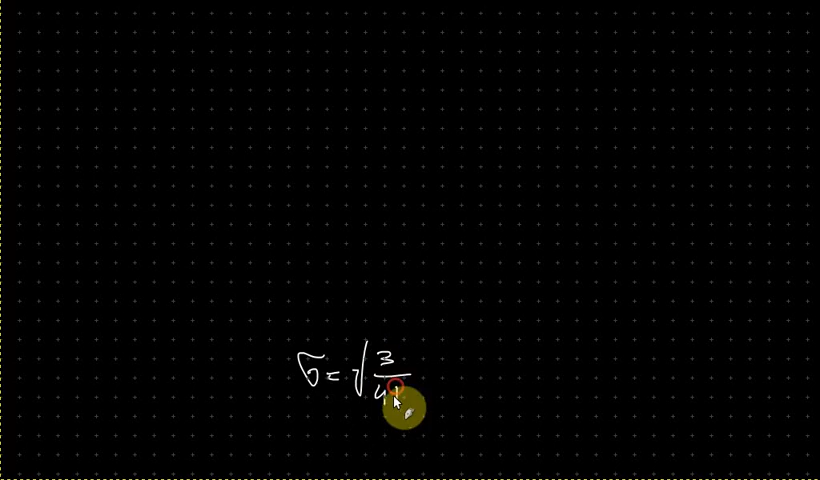 σ = √3/4